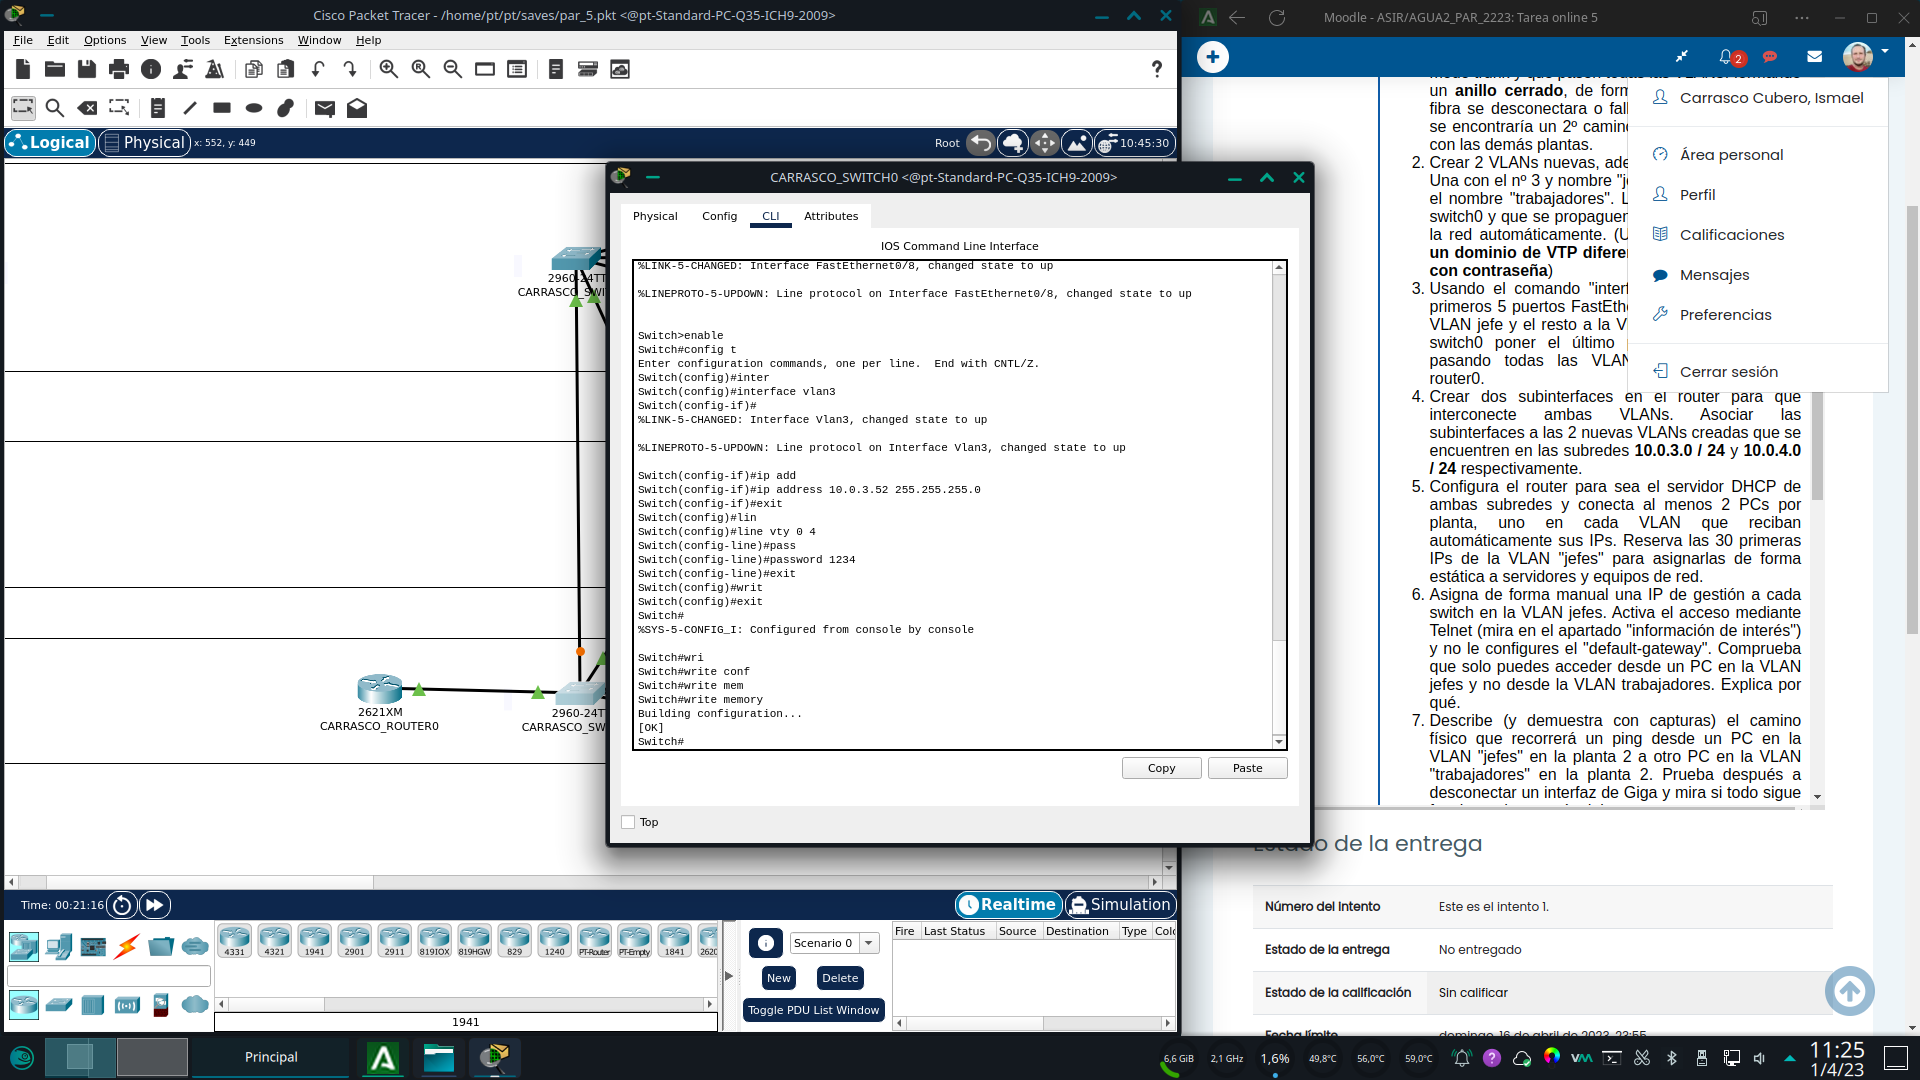 Cisco Packet Tracer - /home/pt/pt/saves/par_5.pkt <@pt-Standard-PC-Q35-ICH9-2009>
File Edit Options View Tools Extensions Window Help
Logical
Physical
x: 552, y: 449
Root
10:45:30
2960-24TT
CARRASCO_SWI
2621XM
CARRASCO_ROUTER0
2960-24TT
CARRASCO_SW
CARRASCO_SWITCH0 <@pt-Standard-PC-Q35-ICH9-2009>
Physical Config CLI Attributes
IOS Command Line Interface
%LINK-5-CHANGED: Interface FastEthernet0/8, changed state to up
%LINEPROTO-5-UPDOWN: Line protocol on Interface FastEthernet0/8, changed state to up
Switch>enable
Switch#config t
Enter configuration commands, one per line.  End with CNTL/Z.
Switch(config)#inter
Switch(config)#interface vlan3
Switch(config-if)#
%LINK-5-CHANGED: Interface Vlan3, changed state to up
%LINEPROTO-5-UPDOWN: Line protocol on Interface Vlan3, changed state to up
Switch(config-if)#ip add
Switch(config-if)#ip address 10.0.3.52 255.255.255.0
Switch(config-if)#exit
Switch(config)#lin
Switch(config)#line vty 0 4
Switch(config-line)#pass
Switch(config-line)#password 1234
Switch(config-line)#exit
Switch(config)#writ
Switch(config)#exit
Switch#
%SYS-5-CONFIG_I: Configured from console by console
Switch#wri
Switch#write conf
Switch#write mem
Switch#write memory
Building configuration...
[OK]
Switch#
Copy
Paste
Top
Time: 00:21:16
Realtime
Simulation
4331 4321 1941 2901 2911 819IOX 819HGW 829 1240 PT-Router PT-Empty 1841 2620
1941
Scenario 0
New
Delete
Toggle PDU List Window
Fire Last Status Source Destination Type Colo
Moodle - ASIR/AGUA2_PAR_2223: Tarea online 5
2
Carrasco Cubero, Ismael
Área personal
Perfil
Calificaciones
Mensajes
Preferencias
Cerrar sesión
un anillo cerrado, de form
fibra se desconectara o fall
se encontraría un 2º camino
con las demás plantas.
2. Crear 2 VLANs nuevas, ade
Una con el nº 3 y nombre "j
el nombre "trabajadores". L
switch0 y que se propaguen
la red automáticamente. (U
un dominio de VTP diferen
con contraseña)
3. Usando el comando "interf
primeros 5 puertos FastEthe
VLAN jefe y el resto a la V
switch0 poner el último
pasando todas las VLAN
router0.
4. Crear dos subinterfaces en el router para que
interconecte ambas VLANs. Asociar las
subinterfaces a las 2 nuevas VLANs creadas que se
encuentren en las subredes 10.0.3.0 / 24 y 10.0.4.0
/ 24 respectivamente.
5. Configura el router para sea el servidor DHCP de
ambas subredes y conecta al menos 2 PCs por
planta, uno en cada VLAN que reciban
automáticamente sus IPs. Reserva las 30 primeras
IPs de la VLAN "jefes" para asignarlas de forma
estática a servidores y equipos de red.
6. Asigna de forma manual una IP de gestión a cada
switch en la VLAN jefes. Activa el acceso mediante
Telnet (mira en el apartado "información de interés")
y no le configures el "default-gateway". Comprueba
que solo puedes acceder desde un PC en la VLAN
jefes y no desde la VLAN trabajadores. Explica por
qué.
7. Describe (y demuestra con capturas) el camino
físico que recorrerá un ping desde un PC en la
VLAN "jefes" en la planta 2 a otro PC en la VLAN
"trabajadores" en la planta 2. Prueba después a
desconectar un interfaz de Giga y mira si todo sigue
Estado de la entrega
Número del intento Este es el intento 1.
Estado de la entrega No entregado
Estado de la calificación Sin calificar
Fecha límite domingo, 16 de abril de 2023, 23:55
Principal
6,6 GiB
2,1 GHz
1,6%
49,8°C
56,0°C
59,0°C
11:25
1/4/23